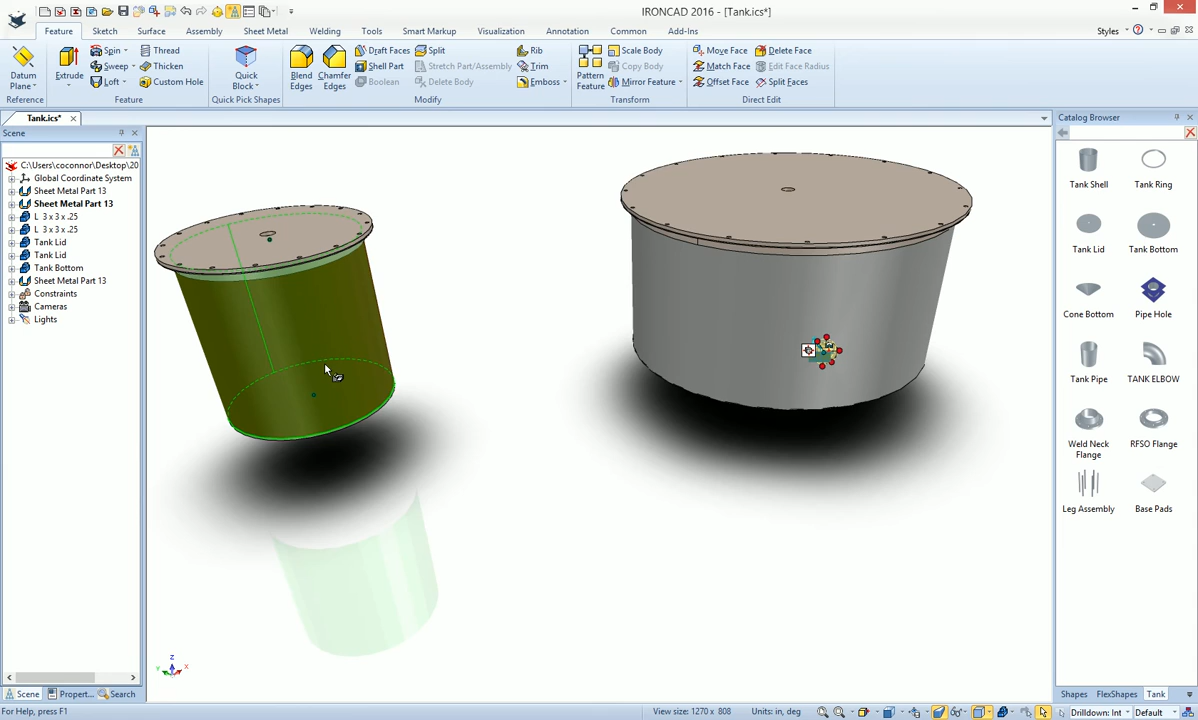 IRONCAD 2016 - [Tank.ics*]
Feature Sketch Surface Assembly Sheet Metal Tools Smart Markup Visualization Annotation Common Add-Ins Styles
Datum Plane
Reference
Extrude
Spin
Sweep
Loft
Thread
Thicken
Custom Hole
Feature
Quick Block
Quick Pick Shapes
Blend Edges
Chamfer Edges
Draft Faces
Shell Part
Boolean
Split
Stretch Part/Assembly
Delete Body
Rib
Trim
Emboss
Modify
Pattern Feature
Scale Body
Copy Body
Mirror Feature
Transform
Move Face
Match Face
Offset Face
Delete Face
Edit Face Radius
Split Faces
Direct Edit
Tank.ics*
Scene
C:\Users\coconnor\Desktop\20
Global Coordinate System
Sheet Metal Part 13
Sheet Metal Part 13
L 3 x 3 x .25
L 3 x 3 x .25
Tank Lid
Tank Lid
Tank Bottom
Sheet Metal Part 13
Constraints
Cameras
Lights
Scene Propert... Search
Z
Y
X
Catalog Browser
Tank Shell
Tank Ring
Tank Lid
Tank Bottom
Cone Bottom
Pipe Hole
Tank Pipe
TANK ELBOW
Weld Neck Flange
RFSO Flange
Leg Assembly
Base Pads
Shapes FlexShapes Tank
For Help, press F1
View size: 1270 x 808
Units: in, deg
Drilldown: Int
Default